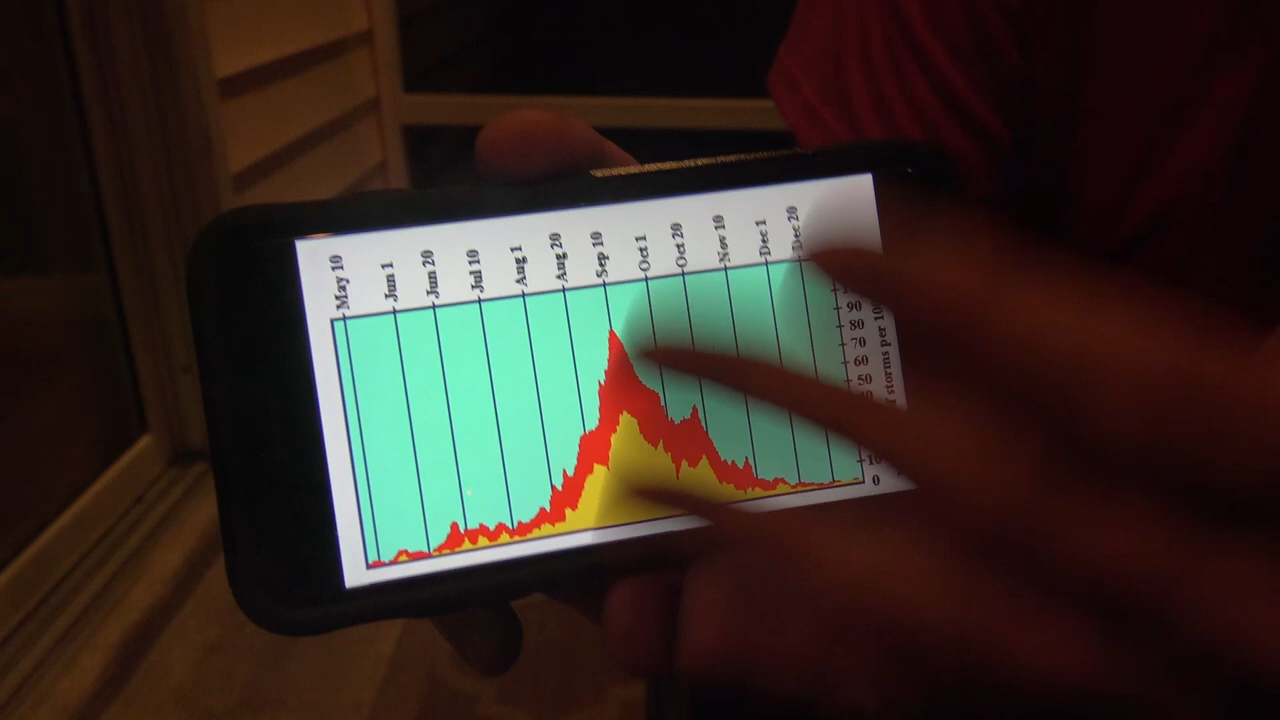 May 10
Jun 1
Jun 20
Jul 10
Aug 1
Aug 20
Sep 10
Oct 1
Oct 20
Nov 10
Dec 1
Dec 20
90
80
70
60
50
10
0
storms per